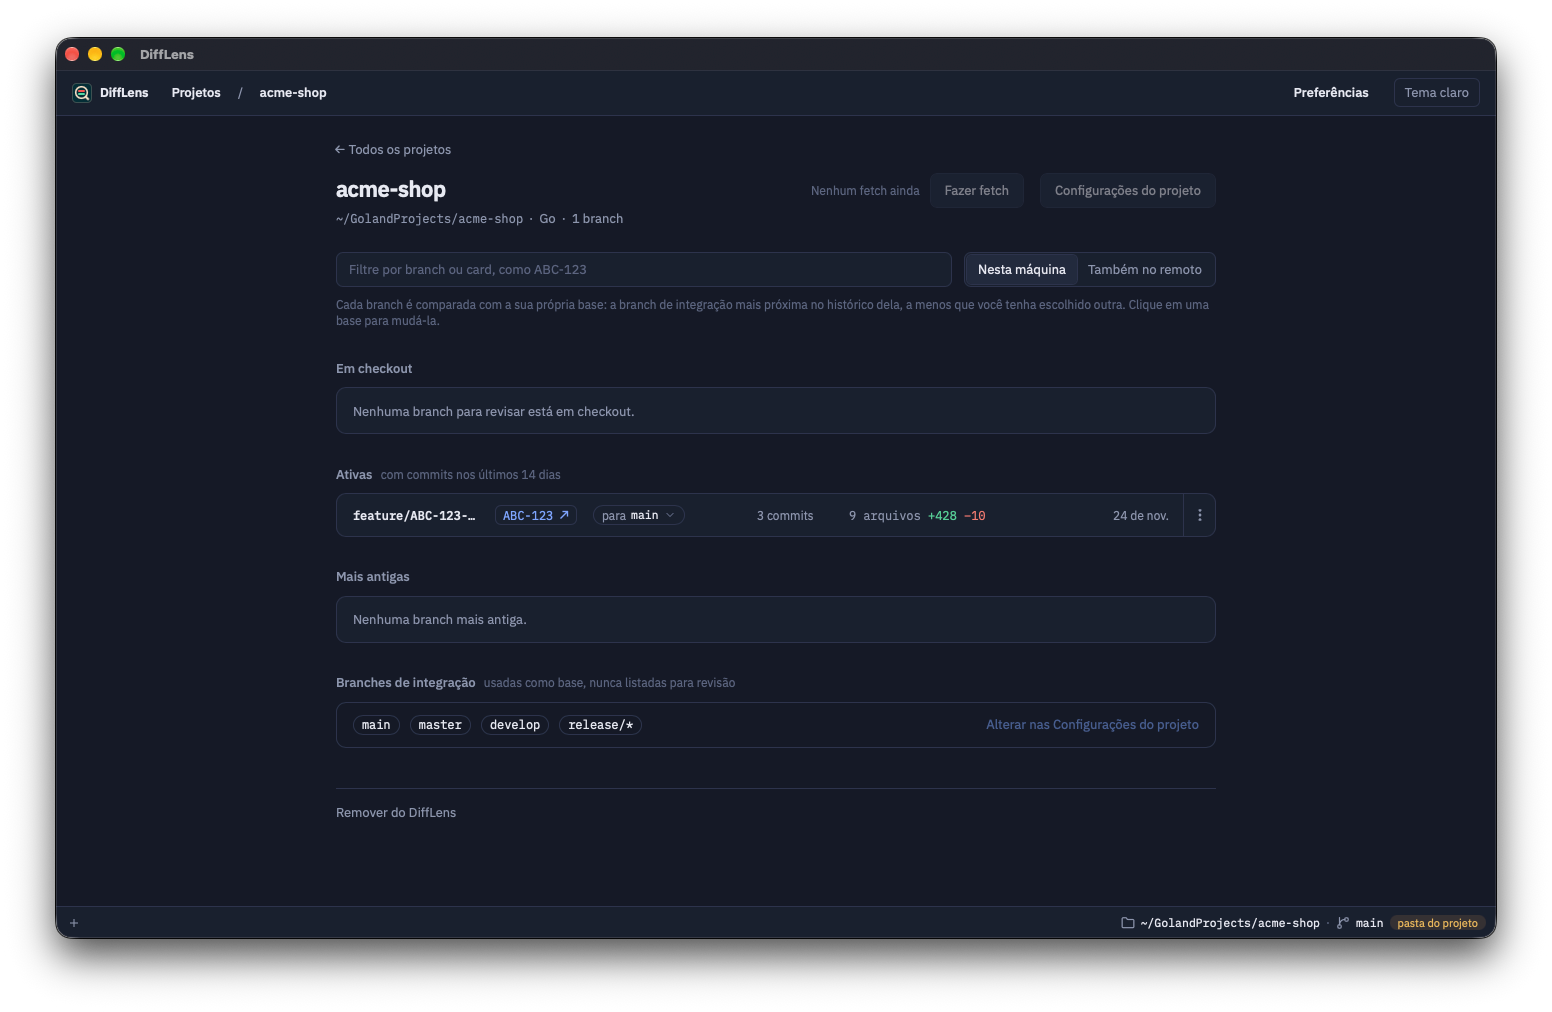 DiffLens
DiffLens Projetos / acme-shop Preferências Tema claro
← Todos os projetos
acme-shop Nenhum fetch ainda Fazer fetch Configurações do projeto
~/GolandProjects/acme-shop · Go · 1 branch
Filtre por branch ou card, como ABC-123 Nesta máquina Também no remoto
Cada branch é comparada com a sua própria base: a branch de integração mais próxima no histórico dela, a menos que você tenha escolhido outra. Clique em uma
base para mudá-la.
Em checkout
Nenhuma branch para revisar está em checkout.
Ativas com commits nos últimos 14 dias
feature/ABC-123-… ABC-123 ↗ para main 3 commits 9 arquivos +428 −10 24 de nov.
Mais antigas
Nenhuma branch mais antiga.
Branches de integração usadas como base, nunca listadas para revisão
main master develop release/* Alterar nas Configurações do projeto
Remover do DiffLens
+ ~/GolandProjects/acme-shop · main pasta do projeto